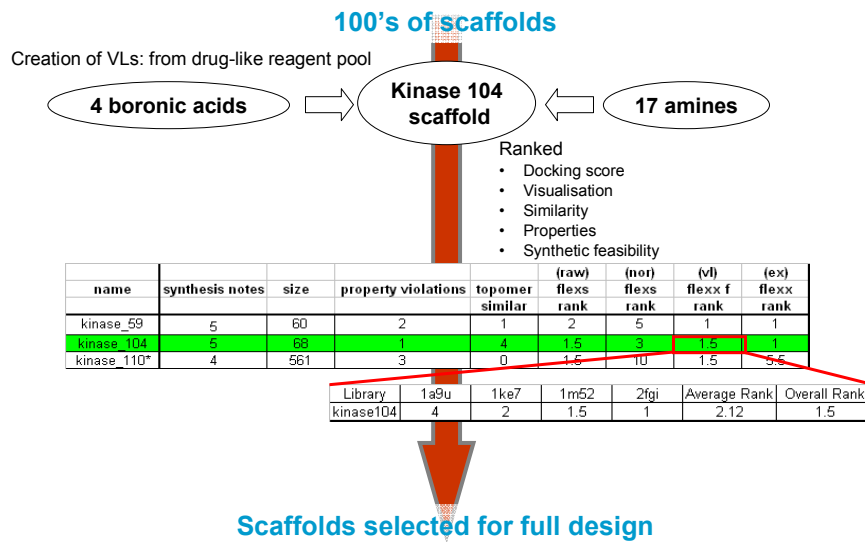 100's of scaffolds
Creation of VLs: from drug-like reagent pool
4 boronic acids
Kinase 104
scaffold
17 amines
Ranked
• Docking score
• Visualisation
• Similarity
• Properties
• Synthetic feasibility
(raw) (nor) (vl) (ex)
name synthesis notes size property violations topomer flexs flexs flexx f flexx
similar rank rank rank rank
kinase_59 5 60 2 1 2 5 1 1
kinase_104 5 68 1 4 1.5 3 1.5 1
kinase_110* 4 561 3 0 1.5 10 1.5 5.5
Library 1a9u 1ke7 1m52 2fgi Average Rank Overall Rank
kinase104 4 2 1.5 1 2.12 1.5
Scaffolds selected for full design